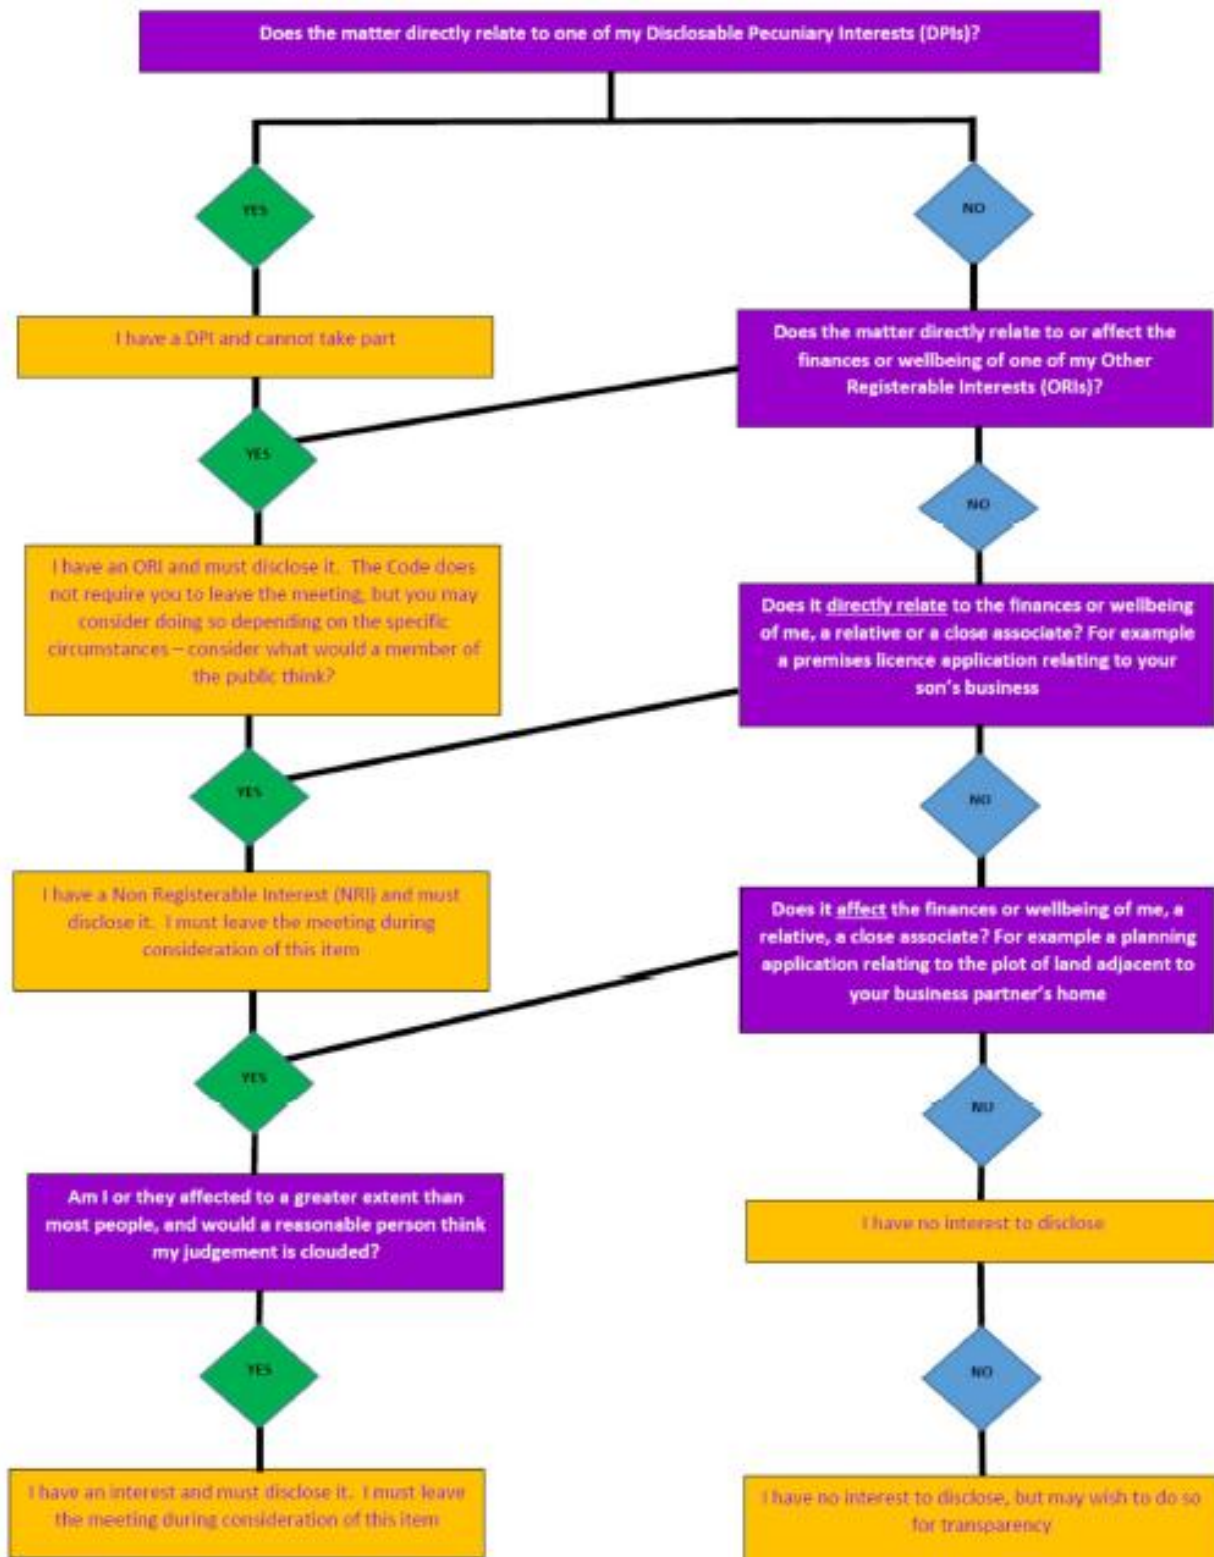 Does the matter directly relate to one of my Disclosable Pecuniary Interests (DPIs)?
YES
NO
I have a DPI and cannot take part
Does the matter directly relate to or affect the
finances or wellbeing of one of my Other
Registerable Interests (ORIs)?
YES
NO
I have an ORI and must disclose it. The Code does
not require you to leave the meeting, but you may
consider doing so depending on the specific
circumstances – consider what would a member of
the public think?
Does it directly relate to the finances or wellbeing
of me, a relative or a close associate? For example
a premises licence application relating to your
son's business
YES
NO
I have a Non Registerable Interest (NRI) and must
disclose it. I must leave the meeting during
consideration of this item
Does it affect the finances or wellbeing of me, a
relative, a close associate? For example a planning
application relating to the plot of land adjacent to
your business partner's home
YES
NO
Am I or they affected to a greater extent than
most people, and would a reasonable person think
my judgement is clouded?
I have no interest to disclose
YES
NO
I have an interest and must disclose it. I must leave
the meeting during consideration of this item
I have no interest to disclose, but may wish to do so
for transparency